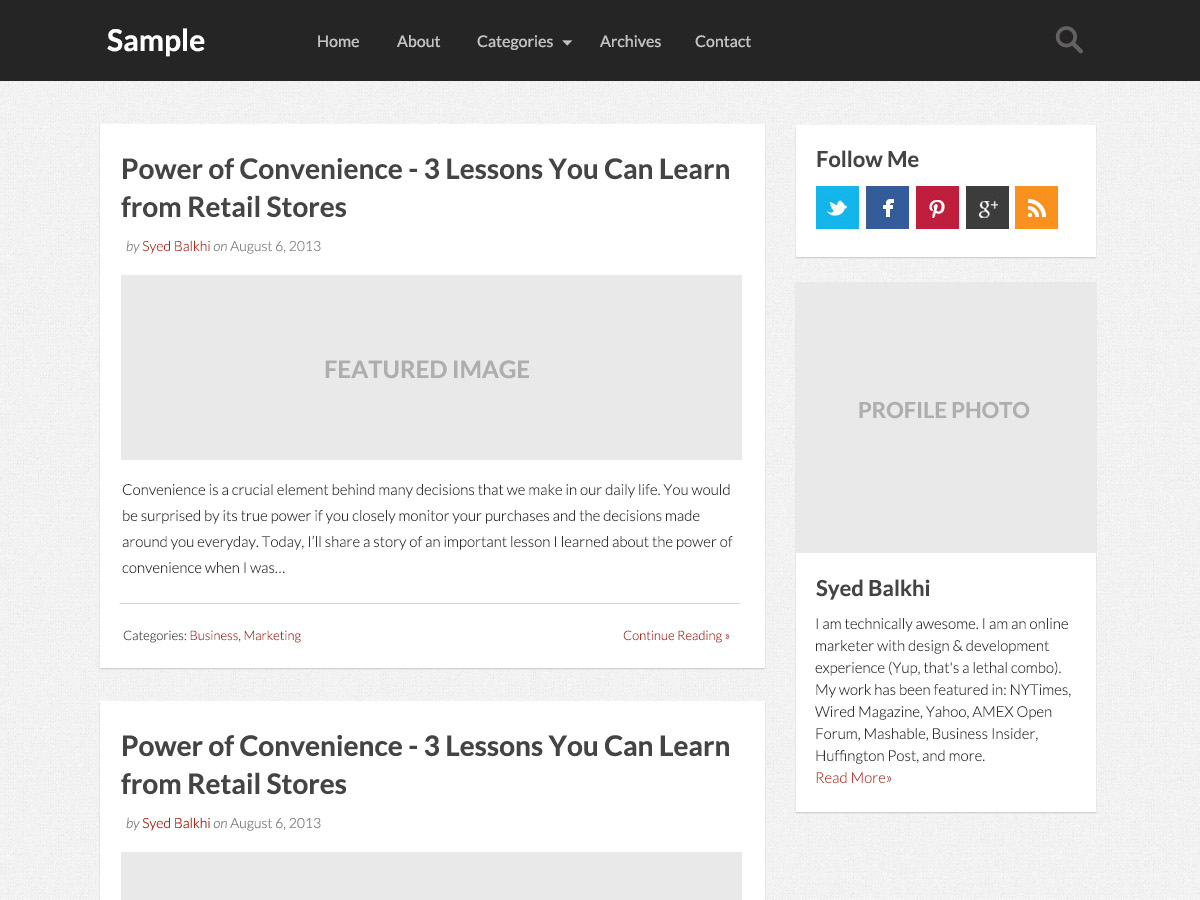 Sample
Home About Categories Archives Contact
Power of Convenience - 3 Lessons You Can Learn
from Retail Stores
by Syed Balkhi on August 6, 2013
FEATURED IMAGE
Convenience is a crucial element behind many decisions that we make in our daily life. You would
be surprised by its true power if you closely monitor your purchases and the decisions made
around you everyday. Today, I'll share a story of an important lesson I learned about the power of
convenience when I was...
Categories: Business, Marketing
Continue Reading »
Power of Convenience - 3 Lessons You Can Learn
from Retail Stores
by Syed Balkhi on August 6, 2013
Follow Me
f
g+
PROFILE PHOTO
Syed Balkhi
I am technically awesome. I am an online
marketer with design & development
experience (Yup, that's a lethal combo).
My work has been featured in: NYTimes,
Wired Magazine, Yahoo, AMEX Open
Forum, Mashable, Business Insider,
Huffington Post, and more.
Read More»